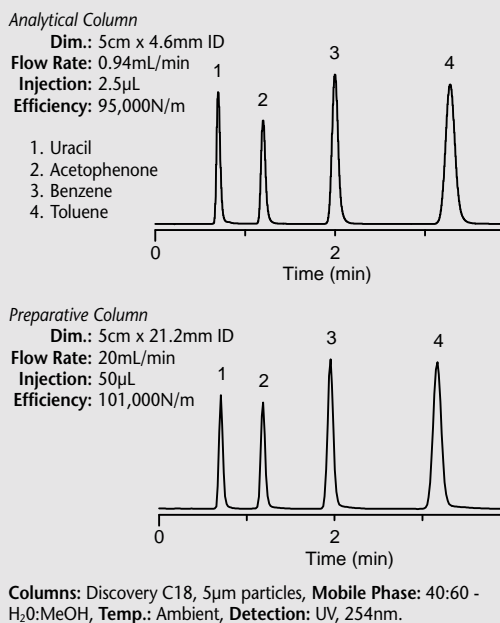 Analytical Column
Dim.: 5cm x 4.6mm ID
Flow Rate: 0.94mL/min
Injection: 2.5µL
Efficiency: 95,000N/m
1. Uracil
2. Acetophenone
3. Benzene
4. Toluene
1
2
3
4
0
2
Time (min)
Preparative Column
Dim.: 5cm x 21.2mm ID
Flow Rate: 20mL/min
Injection: 50µL
Efficiency: 101,000N/m
1
2
3
4
0
2
Time (min)
Columns: Discovery C18, 5µm particles, Mobile Phase: 40:60 -
H₂0:MeOH, Temp.: Ambient, Detection: UV, 254nm.